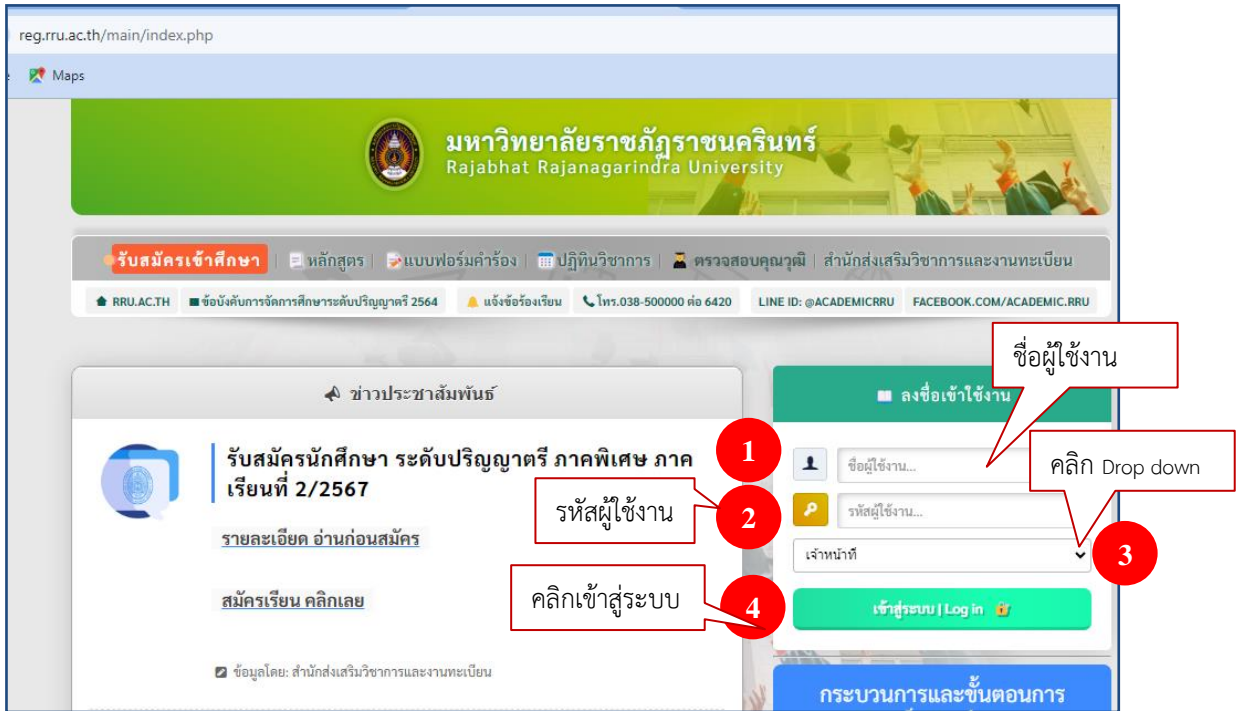 reg.rru.ac.th/main/index.php
Maps
มหาวิทยาลัยราชภัฏราชนครินทร์
Rajabhat Rajanagarindra University
รับสมัครเข้าศึกษา | หลักสูตร | แบบฟอร์มคำร้อง | ปฏิทินวิชาการ | ตรวจสอบคุณวุฒิ | สำนักส่งเสริมวิชาการและงานทะเบียน
RRU.AC.TH ข้อบังคับการจัดการศึกษาระดับปริญญาตรี 2564 แจ้งข้อร้องเรียน โทร.038-500000 ต่อ 6420 LINE ID: @ACADEMICRRU FACEBOOK.COM/ACADEMIC.RRU
ชื่อผู้ใช้งาน
ข่าวประชาสัมพันธ์
ลงชื่อเข้าใช้งาน
รับสมัครนักศึกษา ระดับปริญญาตรี ภาคพิเศษ ภาค
เรียนที่ 2/2567
1
ชื่อผู้ใช้งาน...
คลิก Drop down
รหัสผู้ใช้งาน
2
รหัสผู้ใช้งาน...
รายละเอียด อ่านก่อนสมัคร
เจ้าหน้าที่
3
สมัครเรียน คลิกเลย
คลิกเข้าสู่ระบบ
4
เข้าสู่ระบบ | Log in
ข้อมูลโดย: สำนักส่งเสริมวิชาการและงานทะเบียน
กระบวนการและขั้นตอนการ